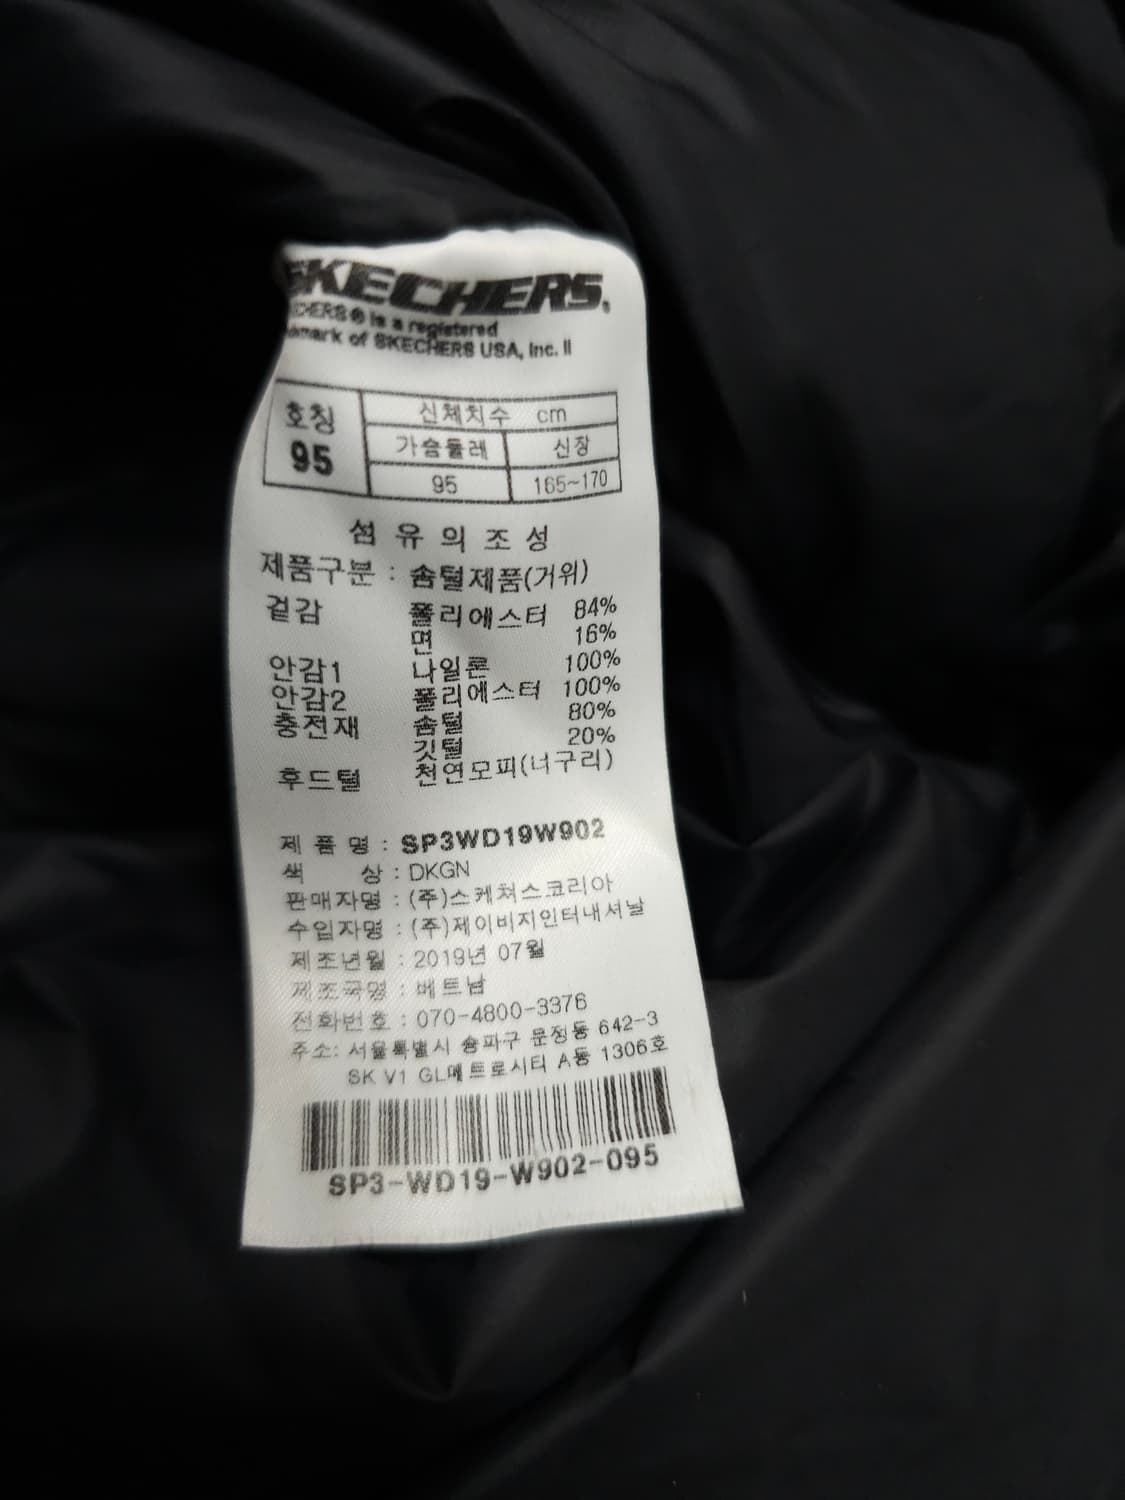 SKECHERS.
CHERS® is a registered
mark of SKECHERS USA, Inc. II
호칭 신체치수 cm
95 가슴둘레 신장
95 165~170
섬 유 의 조 성
제품구분 : 솜털제품(거위)
겉감 폴리에스터 84%
면 16%
안감1 나일론 100%
안감2 폴리에스터 100%
충전재 솜털 80%
깃털 20%
후드털 천연모피(너구리)
제 품 명 : SP3WD19W902
색 상 : DKGN
판매자명 : (주)스케쳐스코리아
수입자명 : (주)제이비지인터내셔날
제조년월 : 2019년 07월
제조국명 : 베트남
전화번호 : 070-4800-3376
주소: 서울특별시 송파구 문정동 642-3
SK V1 GL메트로시티 A동 1306호
SP3-WD19-W902-095